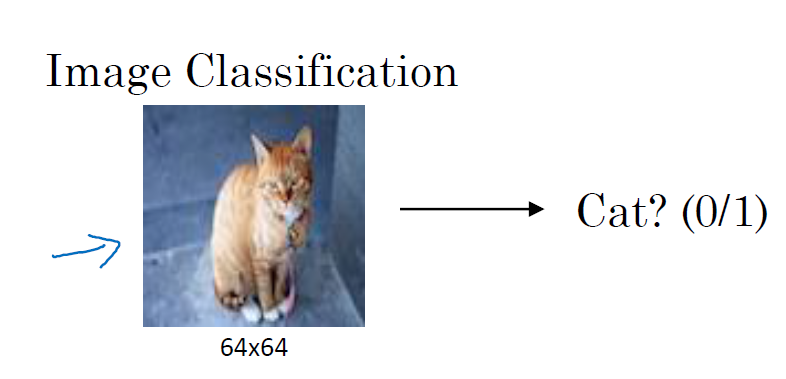 Image Classification
Cat? (0/1)
64x64